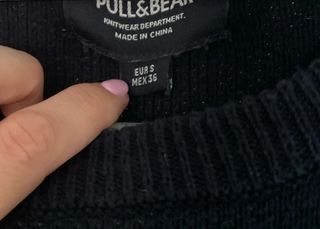 PULL&BEAR
KNITWEAR DEPARTMENT.
MADE IN CHINA
EUR S
MEX 36